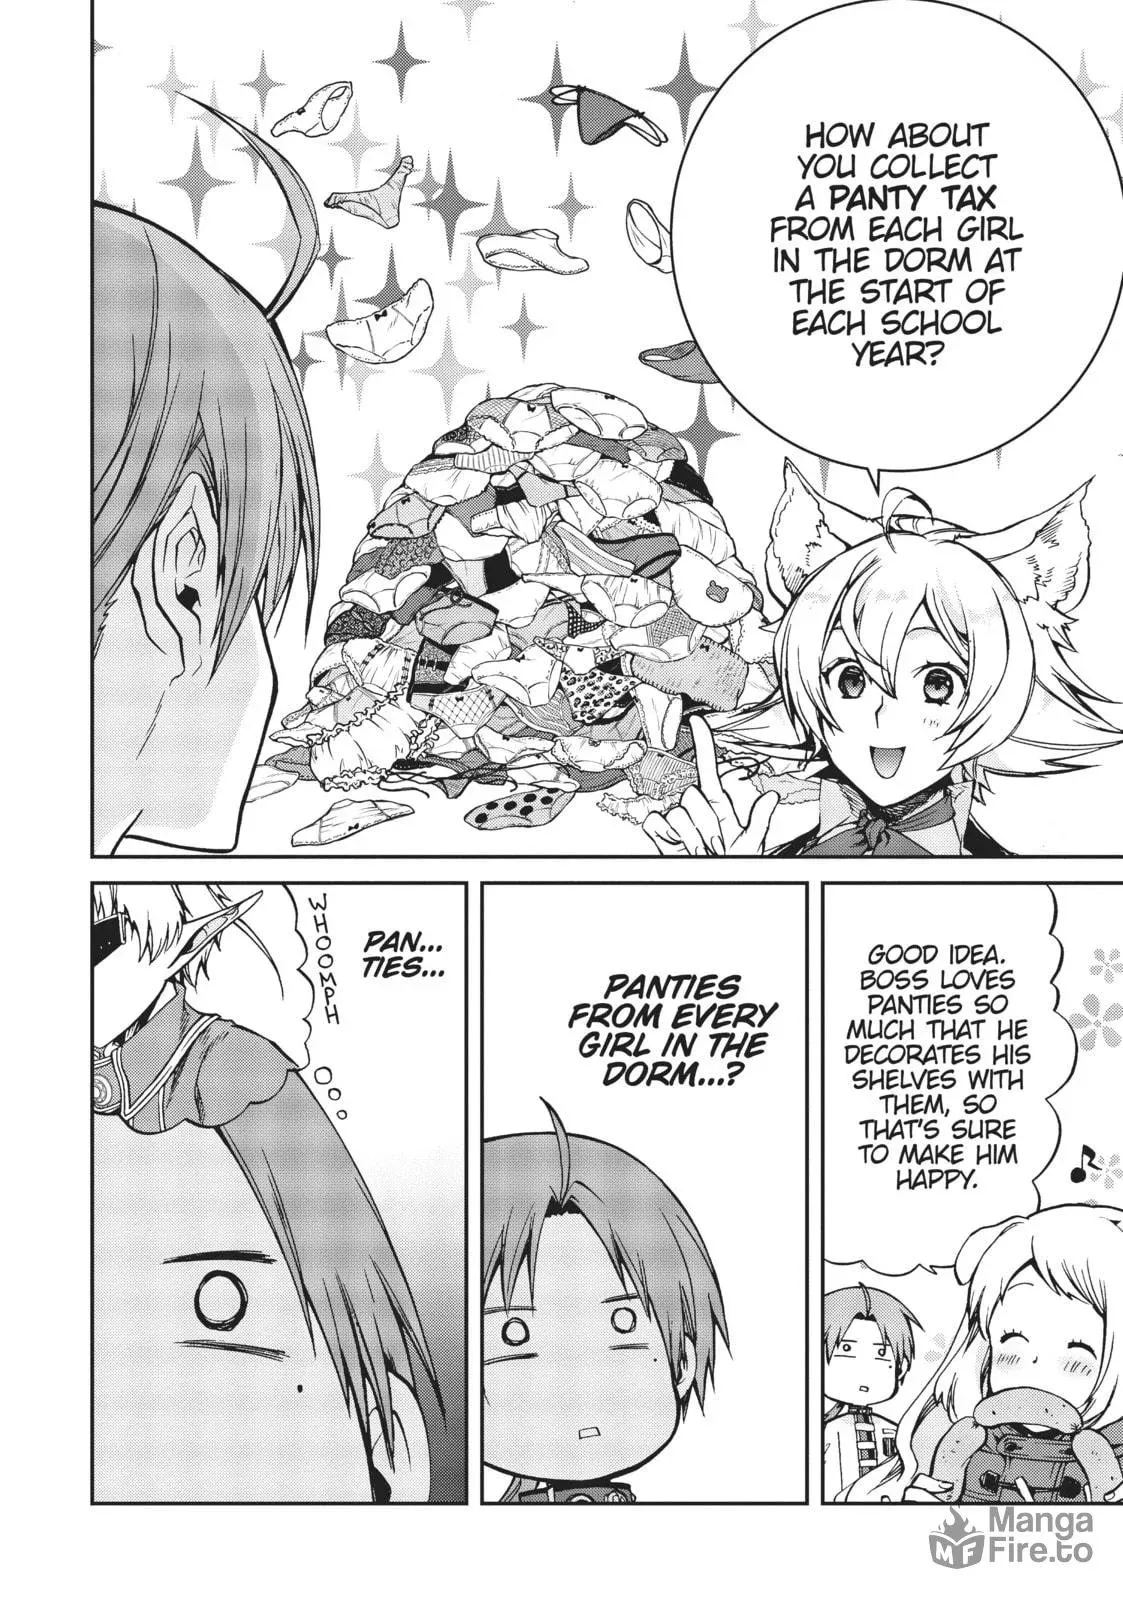 HOW ABOUT
YOU COLLECT
A PANTY TAX
FROM EACH GIRL
IN THE DORM AT
THE START OF
EACH SCHOOL
YEAR?
GOOD IDEA.
BOSS LOVES
PANTIES SO
MUCH THAT HE
DECORATES HIS
SHELVES WITH
THEM, SO
THAT'S SURE
TO MAKE HIM
HAPPY.
PANTIES
FROM EVERY
GIRL IN THE
DORM...?
PAN...
TIES...
WHOOMPH
Manga
Fire.to
MF